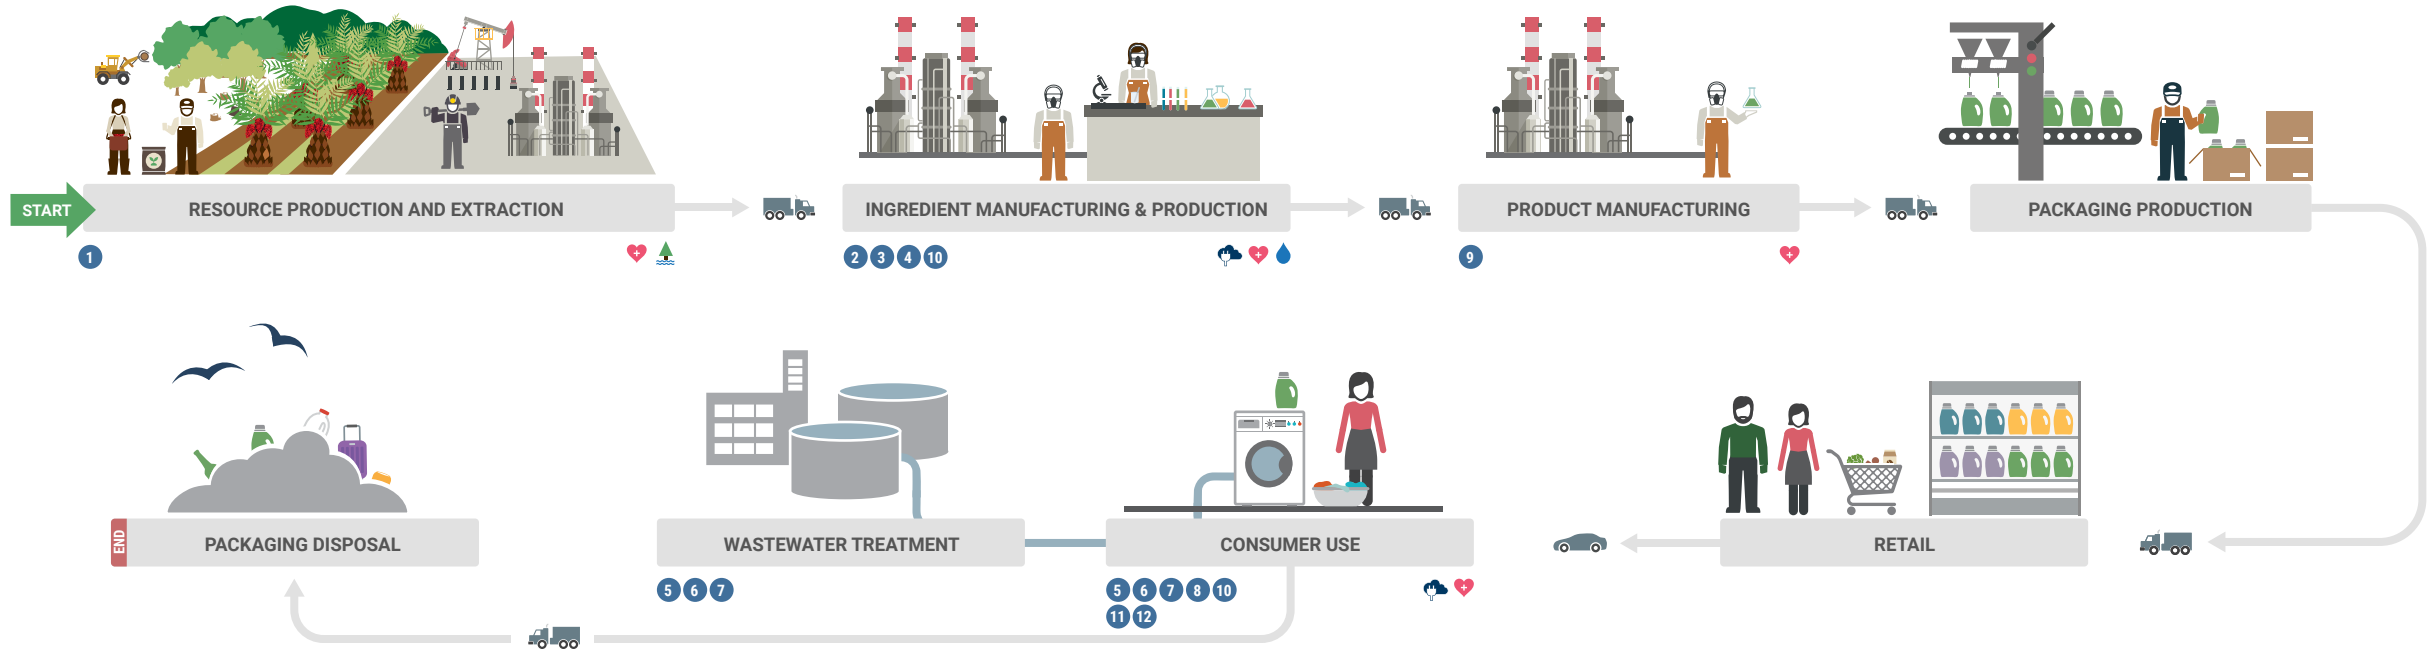 START
RESOURCE PRODUCTION AND EXTRACTION
INGREDIENT MANUFACTURING & PRODUCTION
PRODUCT MANUFACTURING
PACKAGING PRODUCTION
1
2 3 4 10
9
END
PACKAGING DISPOSAL
WASTEWATER TREATMENT
CONSUMER USE
RETAIL
5 6 7
5 6 7 8 10
11 12